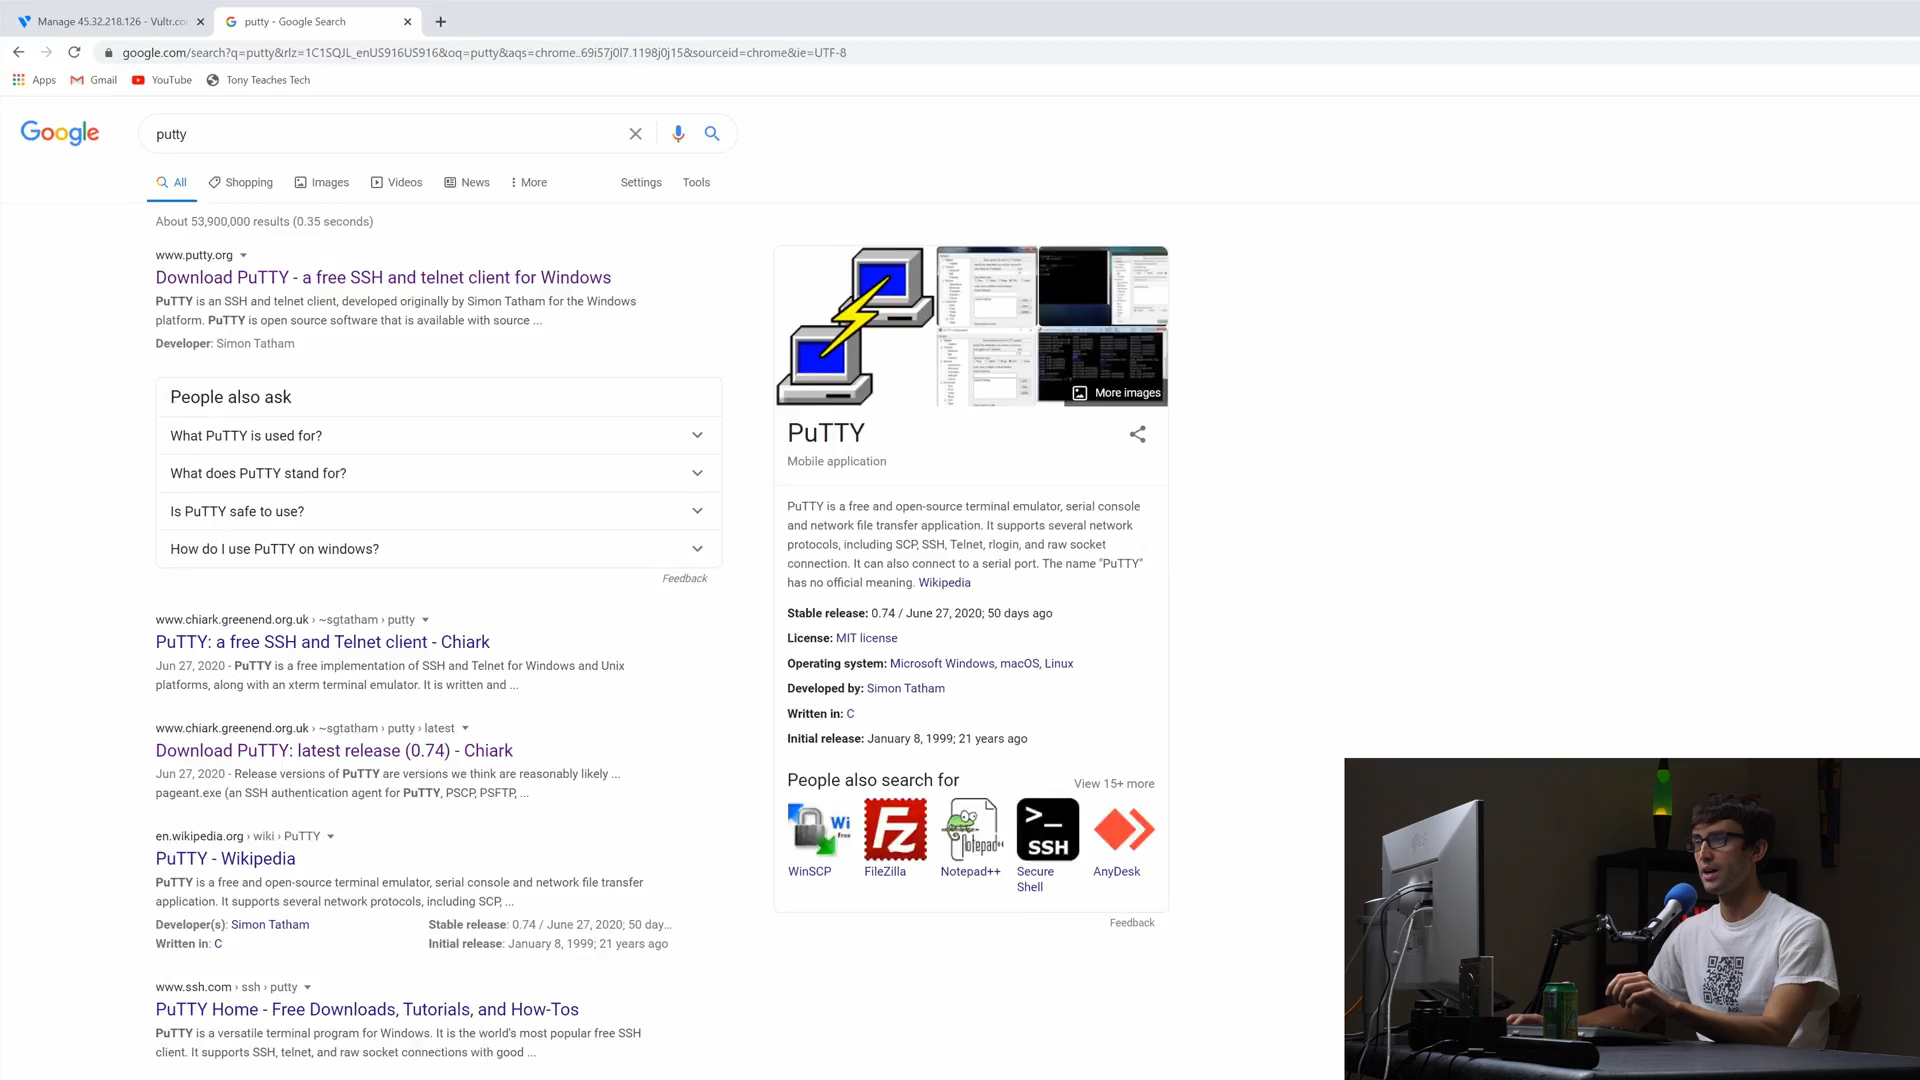 Manage 45.32.218.126 - Vultr.co
putty - Google Search
google.com/search?q=putty&rlz=1C1SQJL_enUS916US916&oq=putty&aqs=chrome..69i57j0l7.1198j0j15&sourceid=chrome&ie=UTF-8
Apps
Gmail
YouTube
Tony Teaches Tech
Google
putty
All
Shopping
Images
Videos
News
More
Settings
Tools
About 53,900,000 results (0.35 seconds)
www.putty.org
Download PuTTY - a free SSH and telnet client for Windows
PuTTY is an SSH and telnet client, developed originally by Simon Tatham for the Windows
platform. PuTTY is open source software that is available with source ...
Developer: Simon Tatham
People also ask
What PuTTY is used for?
What does PuTTY stand for?
Is PuTTY safe to use?
How do I use PuTTY on windows?
Feedback
www.chiark.greenend.org.uk › ~sgtatham › putty
PuTTY: a free SSH and Telnet client - Chiark
Jun 27, 2020 - PuTTY is a free implementation of SSH and Telnet for Windows and Unix
platforms, along with an xterm terminal emulator. It is written and ...
www.chiark.greenend.org.uk › ~sgtatham › putty › latest
Download PuTTY: latest release (0.74) - Chiark
Jun 27, 2020 - Release versions of PuTTY are versions we think are reasonably likely ...
pageant.exe (an SSH authentication agent for PuTTY, PSCP, PSFTP, ...
en.wikipedia.org › wiki › PuTTY
PuTTY - Wikipedia
PuTTY is a free and open-source terminal emulator, serial console and network file transfer
application. It supports several network protocols, including SCP, ...
Developer(s): Simon Tatham
Stable release: 0.74 / June 27, 2020; 50 day...
Written in: C
Initial release: January 8, 1999; 21 years ago
www.ssh.com › ssh › putty
PuTTY Home - Free Downloads, Tutorials, and How-Tos
PuTTY is a versatile terminal program for Windows. It is the world's most popular free SSH
client. It supports SSH, telnet, and raw socket connections with good ...
More images
PuTTY
Mobile application
PuTTY is a free and open-source terminal emulator, serial console
and network file transfer application. It supports several network
protocols, including SCP, SSH, Telnet, rlogin, and raw socket
connection. It can also connect to a serial port. The name "PuTTY"
has no official meaning. Wikipedia
Stable release: 0.74 / June 27, 2020; 50 days ago
License: MIT license
Operating system: Microsoft Windows, macOS, Linux
Developed by: Simon Tatham
Written in: C
Initial release: January 8, 1999; 21 years ago
People also search for
View 15+ more
Wi
Free
Fz
Notepad++
>_
SSH
WinSCP
FileZilla
Notepad++
Secure
Shell
AnyDesk
Feedback
LG